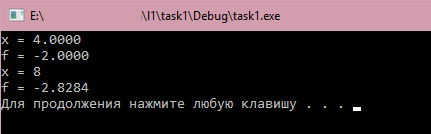 E:\ \l1\task1\Debug\task1.exe
x = 4.0000
f = -2.0000
x = 8
f = -2.8284
Для продолжения нажмите любую клавишу . . .